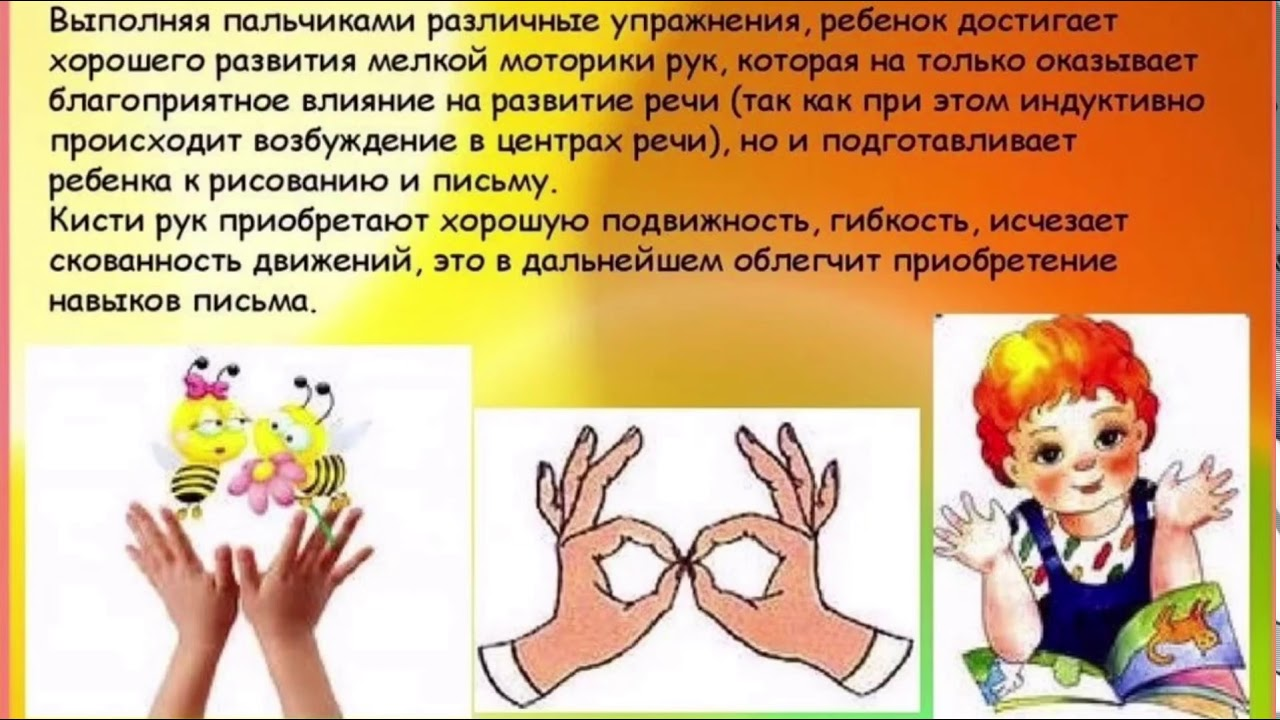 Выполняя пальчиками различные упражнения, ребенок достигает
хорошего развития мелкой моторики рук, которая на только оказывает
благоприятное влияние на развитие речи (так как при этом индуктивно
происходит возбуждение в центрах речи), но и подготавливает
ребенка к рисованию и письму.
Кисти рук приобретают хорошую подвижность, гибкость, исчезает
скованность движений, это в дальнейшем облегчит приобретение
навыков письма.